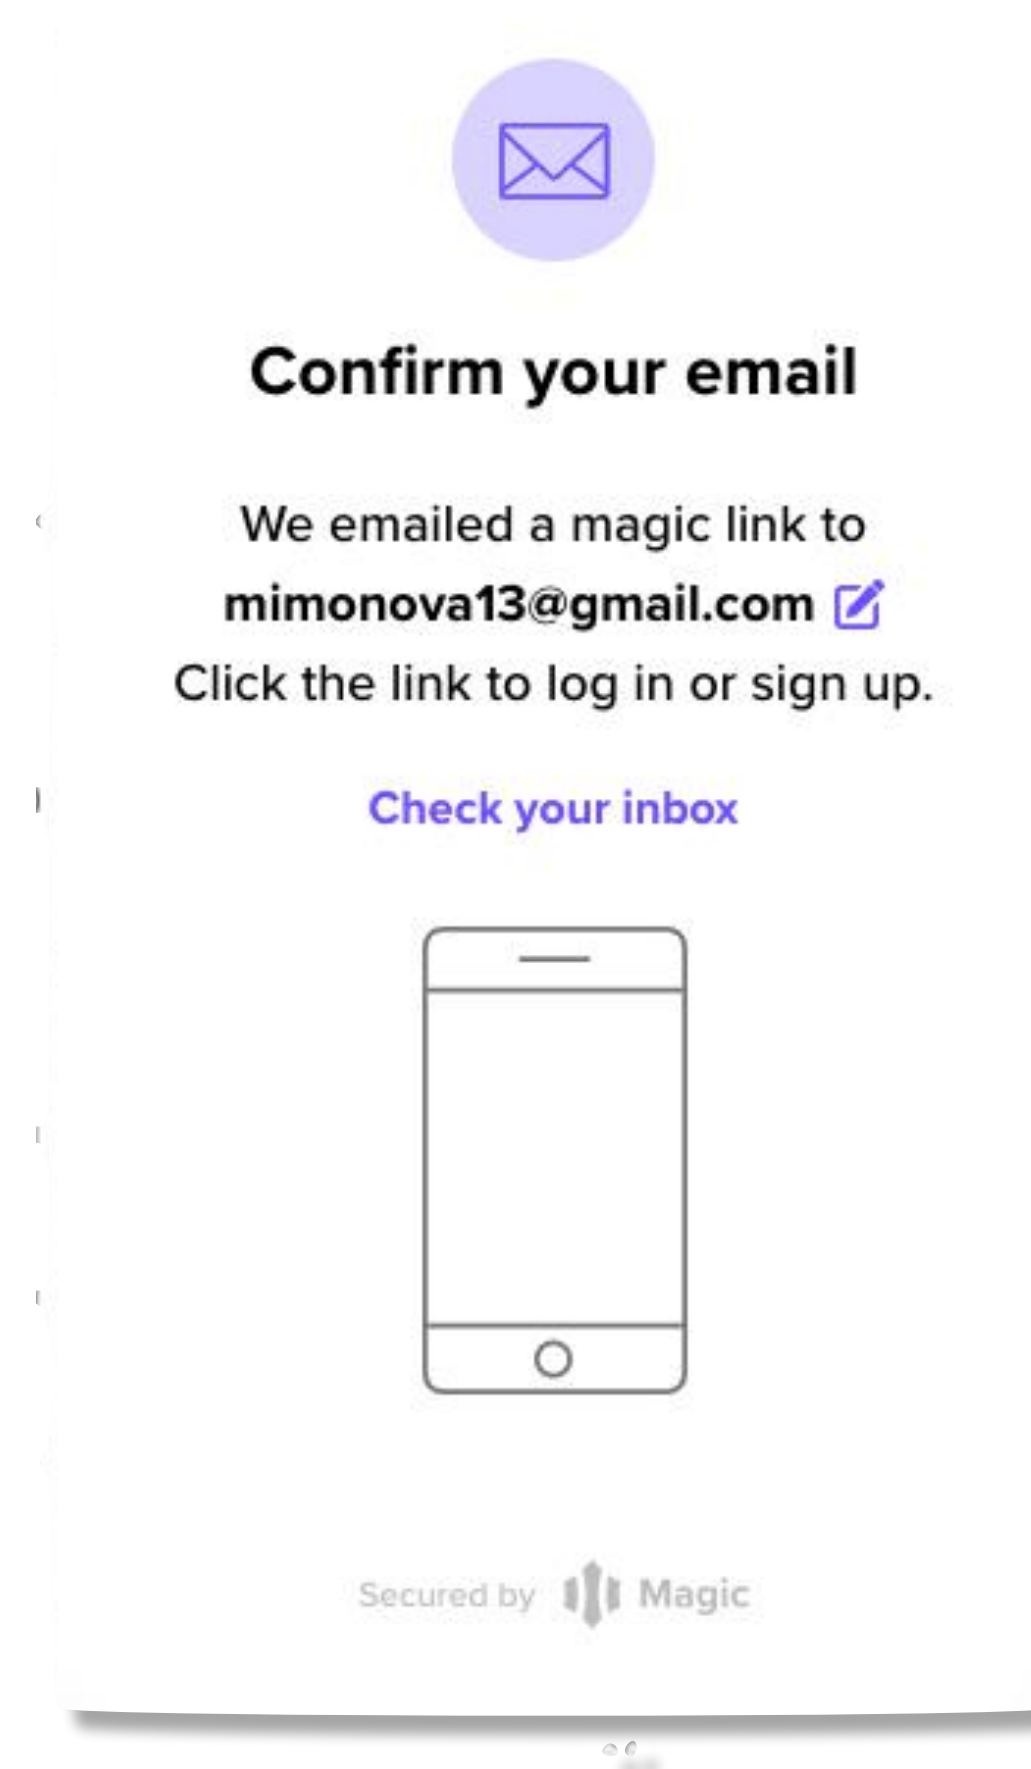 Confirm your email
We emailed a magic link to
mimonova13@gmail.com
Click the link to log in or sign up.
Check your inbox
Secured by Magic